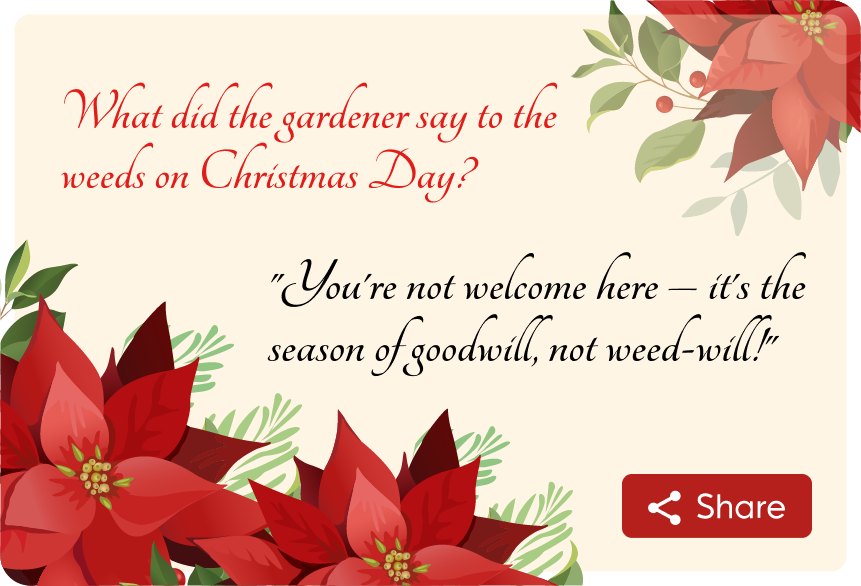 What did the gardener say to the
weeds on Christmas Day?
"You're not welcome here – it's the
season of goodwill, not weed-will!"
Share